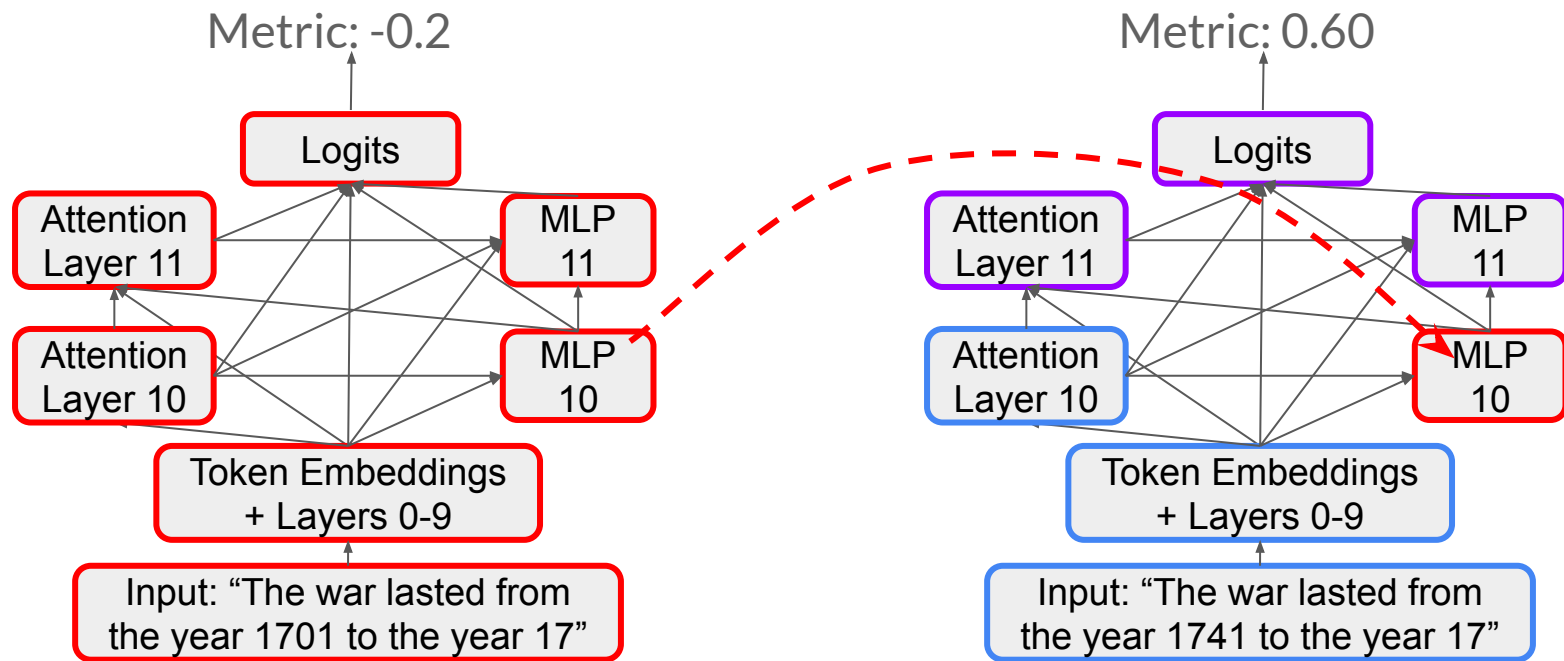 Metric: -0.2
Logits
Attention
Layer 11
MLP
11
Attention
Layer 10
MLP
10
Token Embeddings
+ Layers 0-9
Input: “The war lasted from
the year 1701 to the year 17”
Metric: 0.60
Logits
Attention
Layer 11
MLP
11
Attention
Layer 10
MLP
10
Token Embeddings
+ Layers 0-9
Input: “The war lasted from
the year 1741 to the year 17”